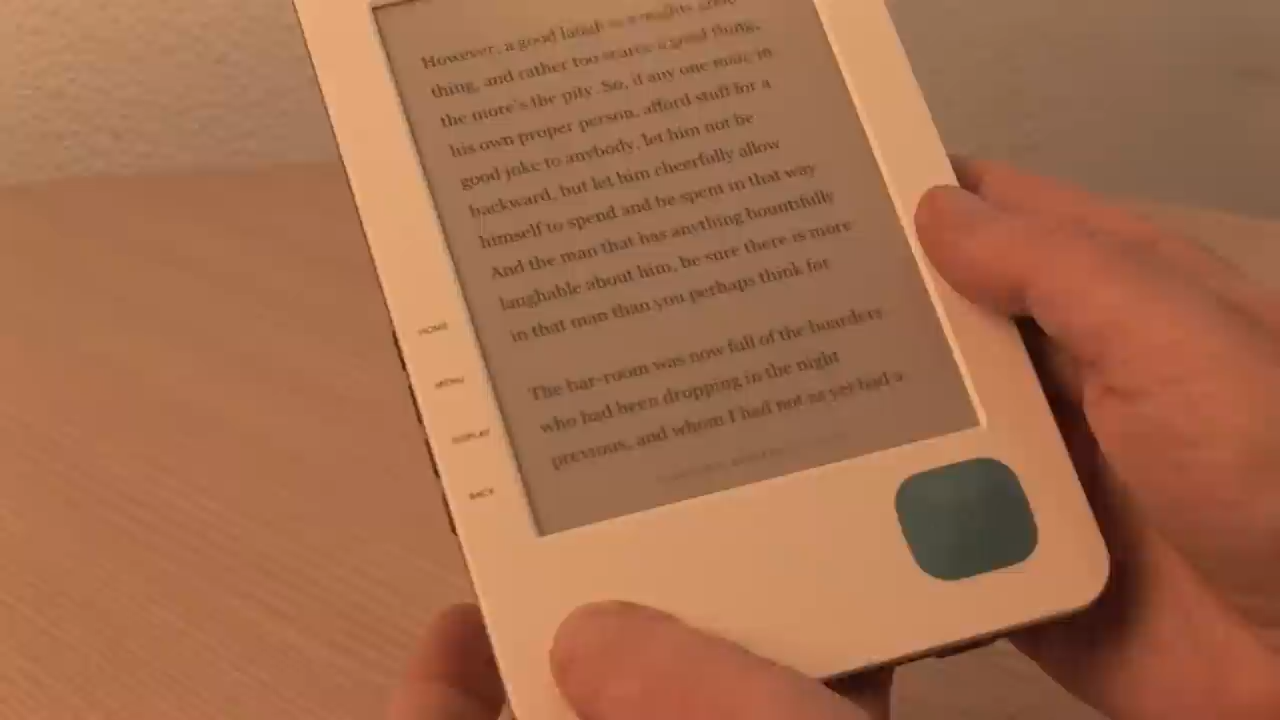 However, a good laugh is a mighty good
thing, and rather too scarce a good thing;
the more's the pity. So, if any one man, in
his own proper person, afford stuff for a
good joke to anybody, let him not be
backward, but let him cheerfully allow
himself to spend and be spent in that way
And the man that has anything bountifully
laughable about him, be sure there is more
in that man than you perhaps think for
The bar-room was now full of the boarders
who had been dropping in the night
previous, and whom I had not as yet had a
HOME
MENU
DISPLAY
BACK